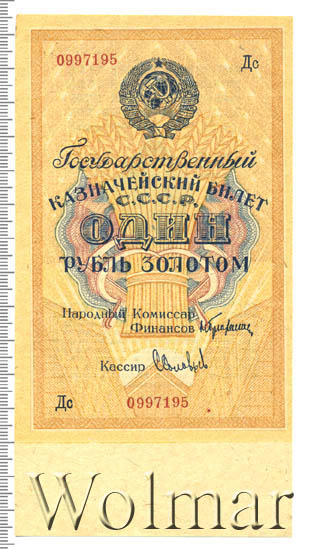 0997195 Дс
Государственный
КАЗНАЧЕЙСКИЙ БИЛЕТ
С.С.С.Р.
ОДИН
РУБЛЬ ЗОЛОТОМ
Народный Комиссар
Финансов
Кассир
Дс 0997195
Wolmar